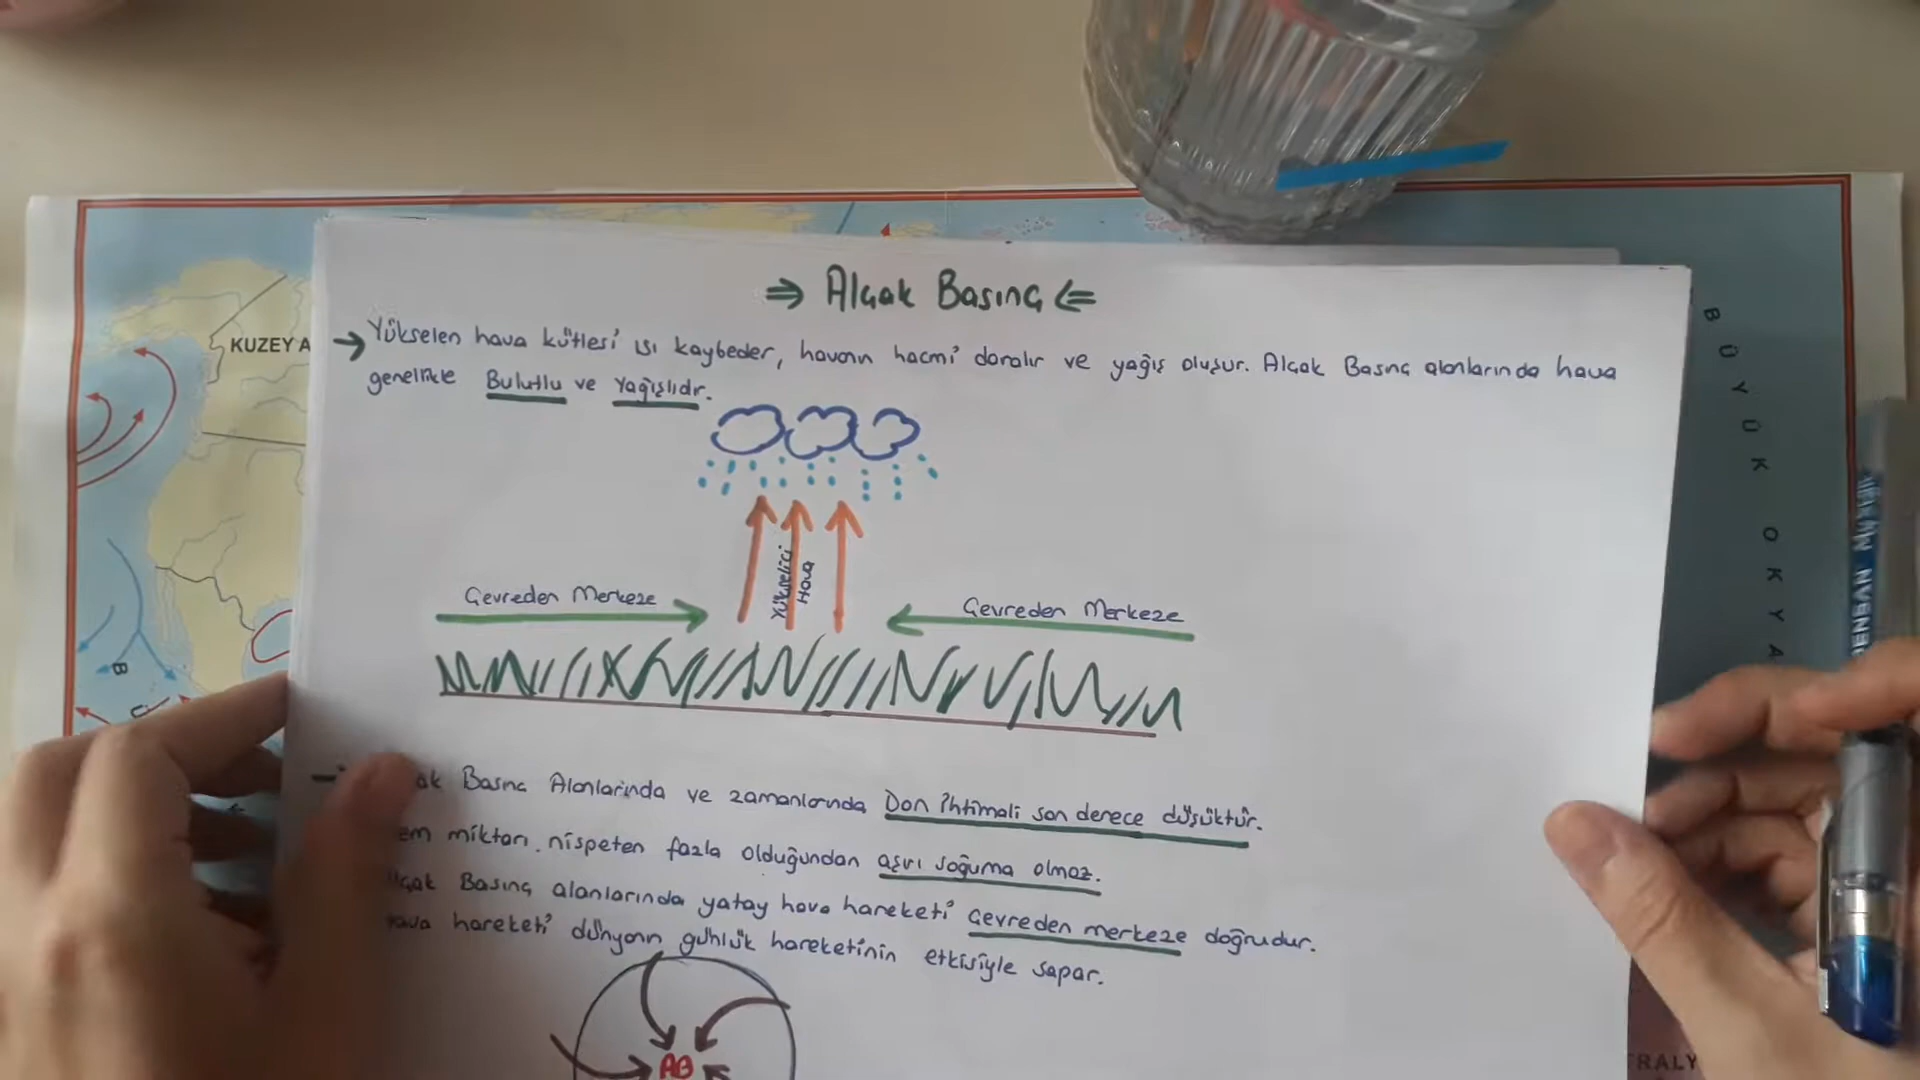 ⇒ Alçak Basınç ⇐
→ Yükselen hava kütlesi ısı kaybeder, havanın hacmi daralır ve yağış oluşur. Alçak Basınç alanlarında hava
genellikle Bulutlu ve Yağışlıdır.
Yükselici
Hava
Çevreden Merkeze
Çevreden Merkeze
Basınç Alanlarında ve zamanlarında Don ihtimali son derece düşüktür.
miktarı nispeten fazla olduğundan aşırı soğuma olmaz.
Basınç alanlarında yatay hava hareketi çevreden merkeze doğrudur.
hareketi dünyanın günlük hareketinin etkisiyle sapar.
AB
KUZEY A
B
BÜYÜK OKYA